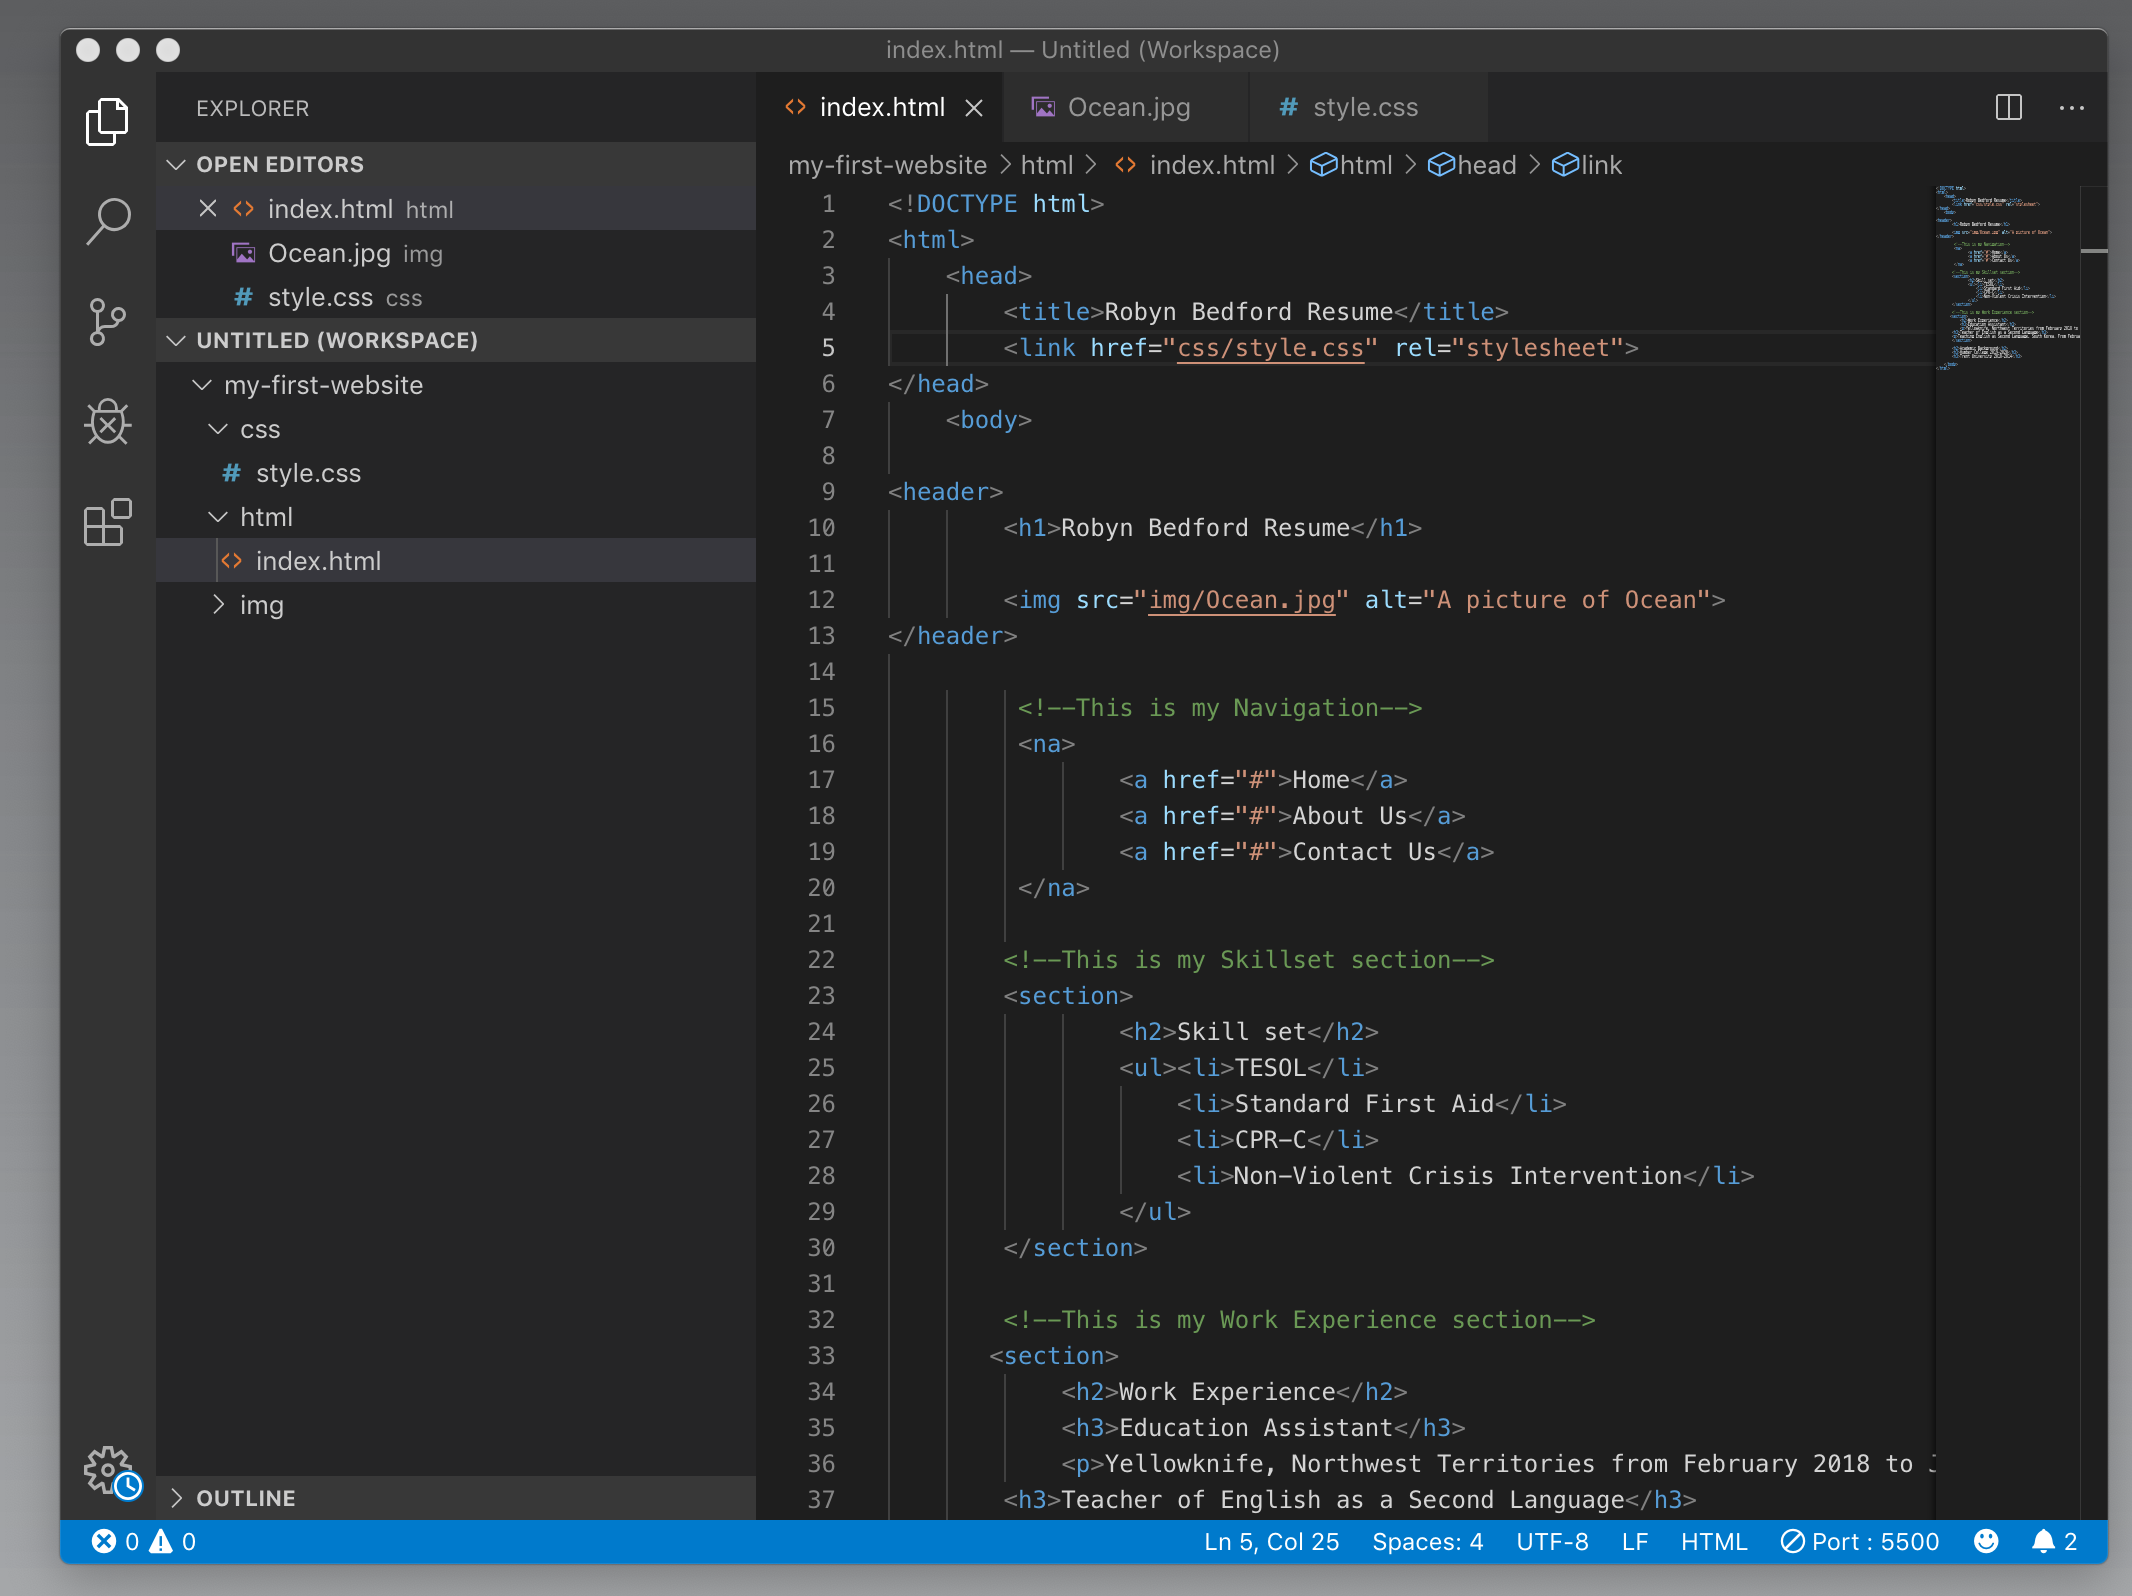 index.html — Untitled (Workspace)
EXPLORER
OPEN EDITORS
index.html html
Ocean.jpg img
# style.css css
UNTITLED (WORKSPACE)
my-first-website
css
# style.css
html
<> index.html
img
OUTLINE
<> index.html
Ocean.jpg
# style.css
my-first-website > html > <> index.html > html > head > link
1 <!DOCTYPE html>
2 <html>
3 <head>
4 <title>Robyn Bedford Resume</title>
5 <link href="css/style.css" rel="stylesheet">
6 </head>
7 <body>
8
9 <header>
10 <h1>Robyn Bedford Resume</h1>
11
12 <img src="img/Ocean.jpg" alt="A picture of Ocean">
13 </header>
14
15 <!--This is my Navigation-->
16 <na>
17 <a href="#">Home</a>
18 <a href="#">About Us</a>
19 <a href="#">Contact Us</a>
20 </na>
21
22 <!--This is my Skillset section-->
23 <section>
24 <h2>Skill set</h2>
25 <ul><li>TESOL</li>
26 <li>Standard First Aid</li>
27 <li>CPR-C</li>
28 <li>Non-Violent Crisis Intervention</li>
29 </ul>
30 </section>
31
32 <!--This is my Work Experience section-->
33 <section>
34 <h2>Work Experience</h2>
35 <h3>Education Assistant</h3>
36 <p>Yellowknife, Northwest Territories from February 2018 to
37 <h3>Teacher of English as a Second Language</h3>
0 0 Ln 5, Col 25 Spaces: 4 UTF-8 LF HTML Port : 5500 2